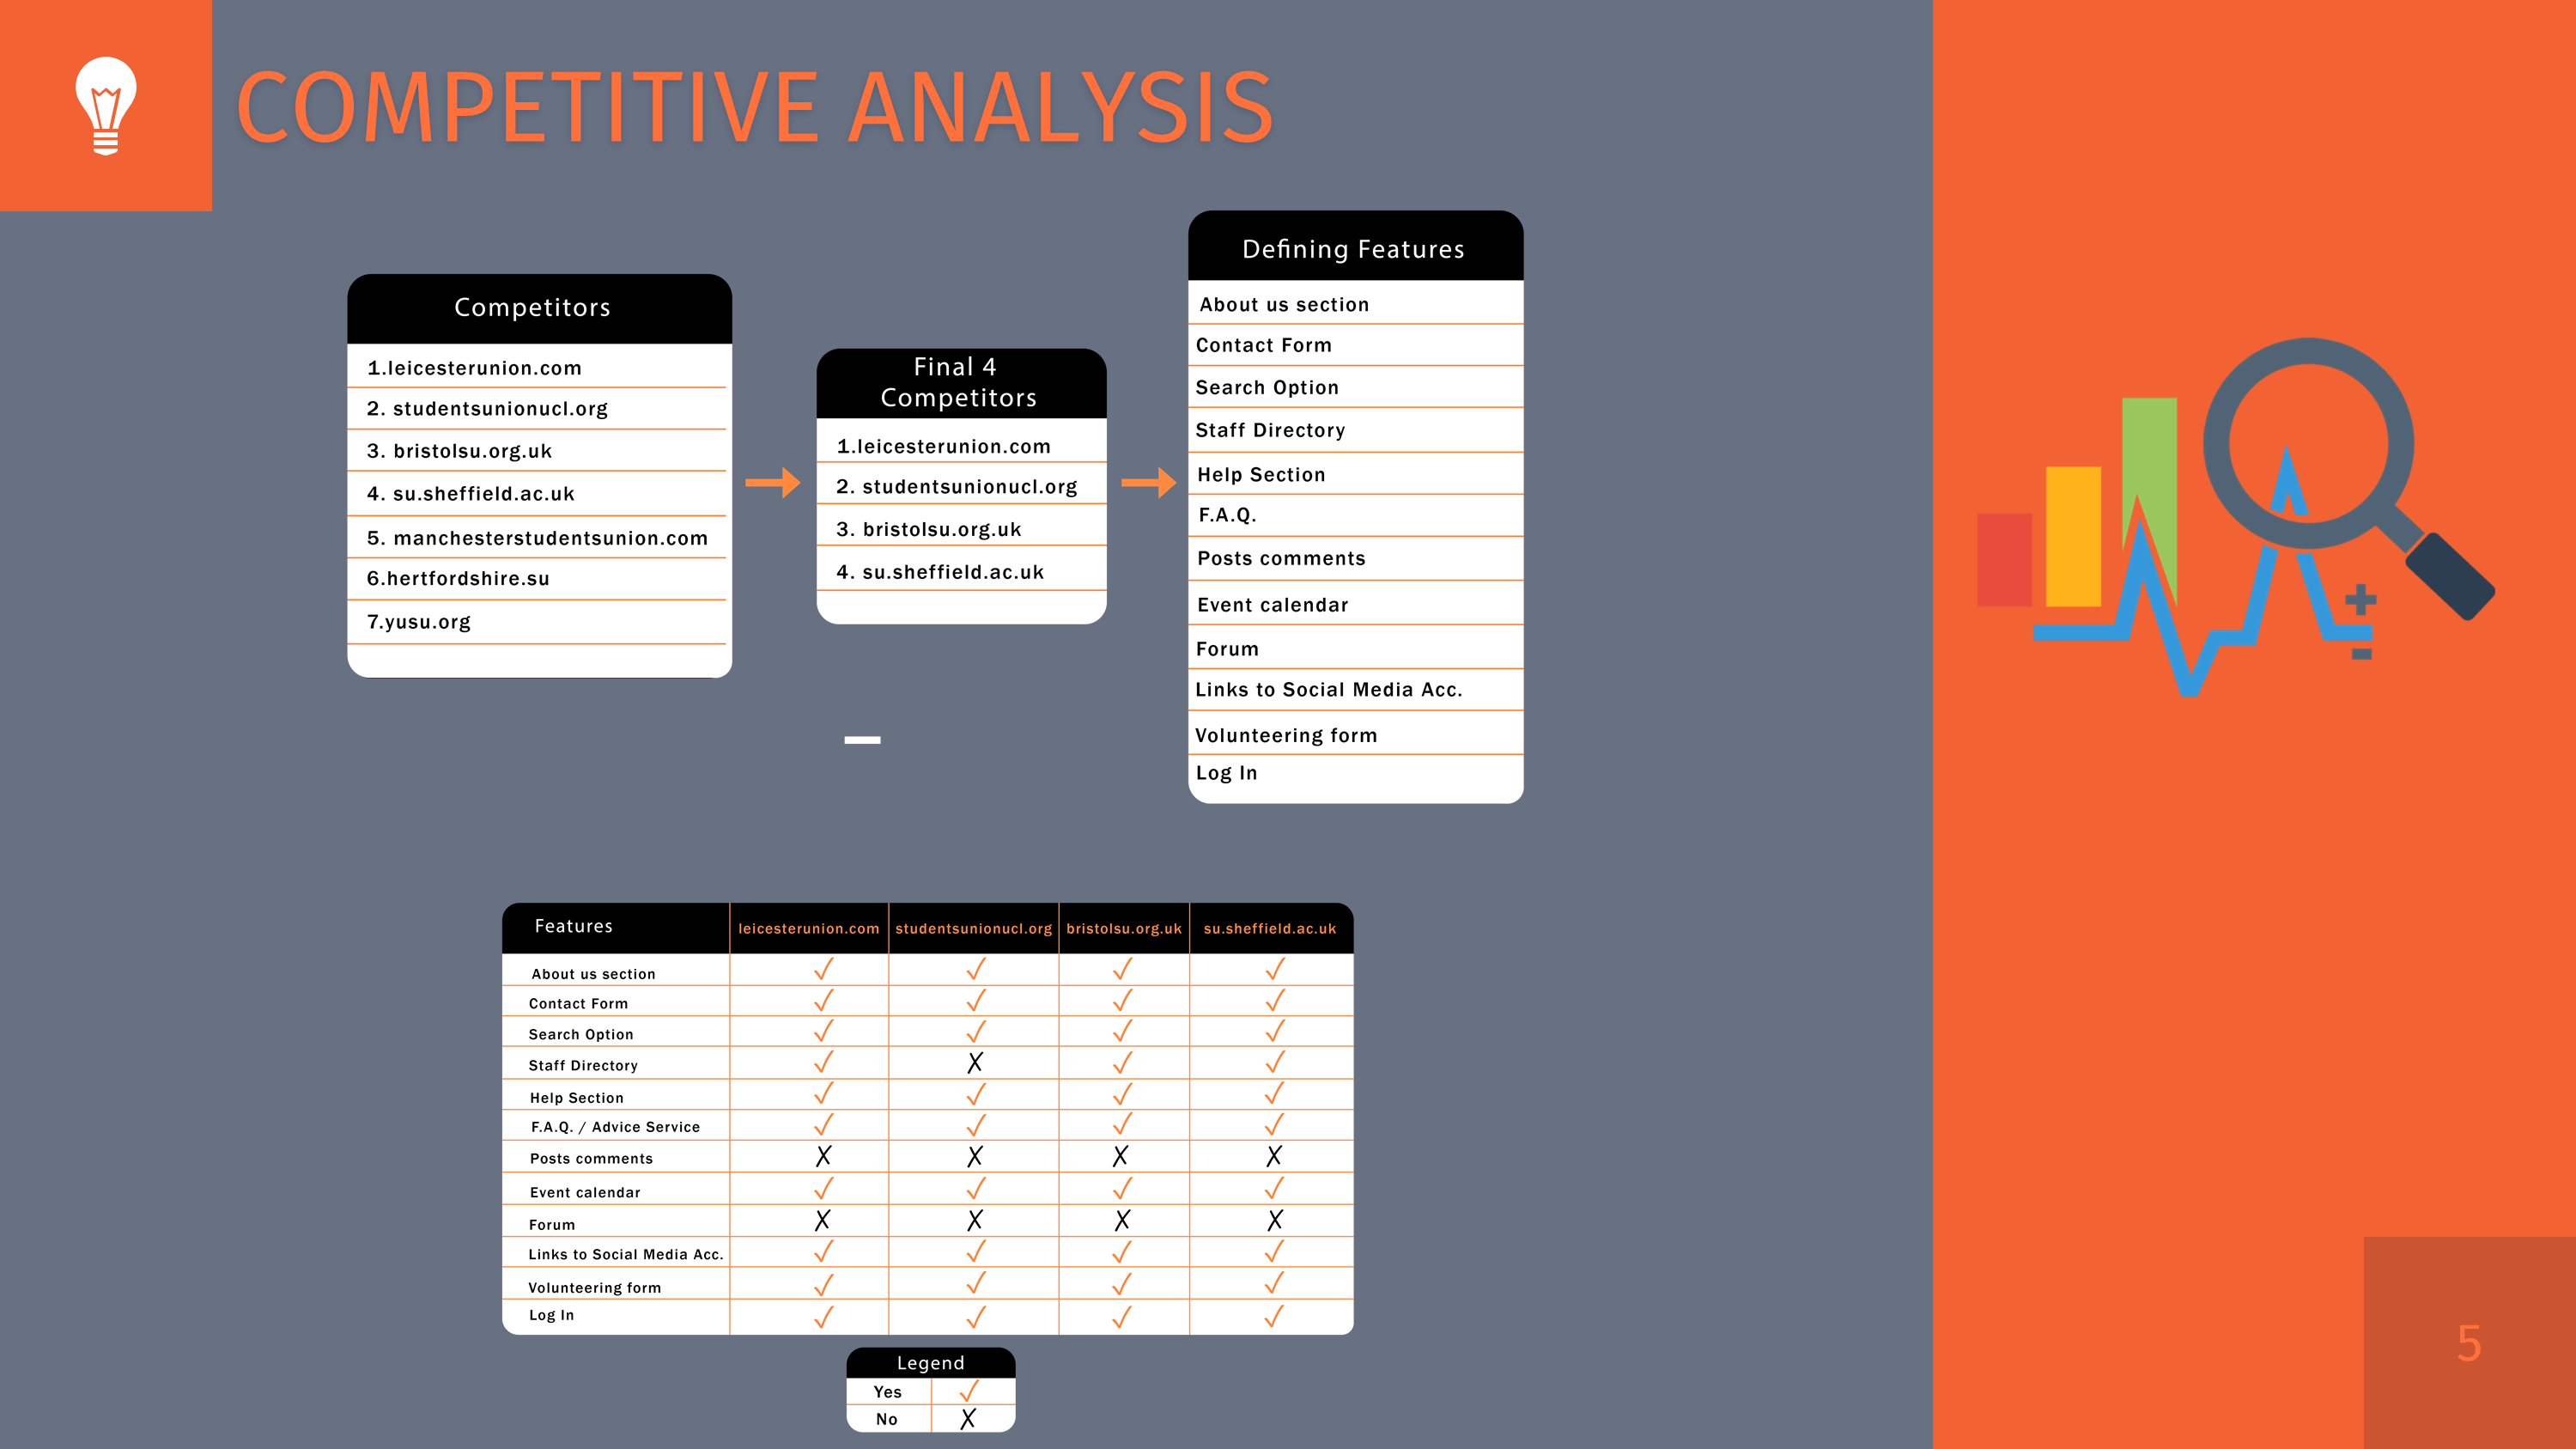 COMPETITIVE ANALYSIS
Competitors
1.leicesterunion.com
2. studentsunionucl.org
3. bristolsu.org.uk
4. su.sheffield.ac.uk
5. manchesterstudentsunion.com
6.hertfordshire.su
7.yusu.org
Final 4
Competitors
1.leicesterunion.com
2. studentsunionucl.org
3. bristolsu.org.uk
4. su.sheffield.ac.uk
Defining Features
About us section
Contact Form
Search Option
Staff Directory
Help Section
F.A.Q.
Posts comments
Event calendar
Forum
Links to Social Media Acc.
Volunteering form
Log In
Features leicesterunion.com studentsunionucl.org bristolsu.org.uk su.sheffield.ac.uk
About us section ✓ ✓ ✓ ✓
Contact Form ✓ ✓ ✓ ✓
Search Option ✓ ✓ ✓ ✓
Staff Directory ✓ X ✓ ✓
Help Section ✓ ✓ ✓ ✓
F.A.Q. / Advice Service ✓ ✓ ✓ ✓
Posts comments X X X X
Event calendar ✓ ✓ ✓ ✓
Forum X X X X
Links to Social Media Acc. ✓ ✓ ✓ ✓
Volunteering form ✓ ✓ ✓ ✓
Log In ✓ ✓ ✓ ✓
Legend
Yes ✓
No X
5